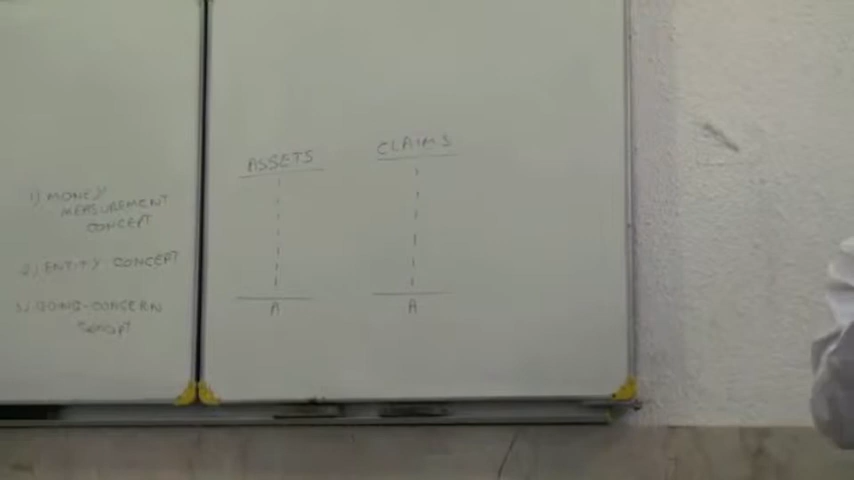 1) MONEY
MEASUREMENT
CONCEPT
2) ENTITY CONCEPT
3) GOING-CONCERN
CONCEPT
ASSETS
A
CLAIMS
A